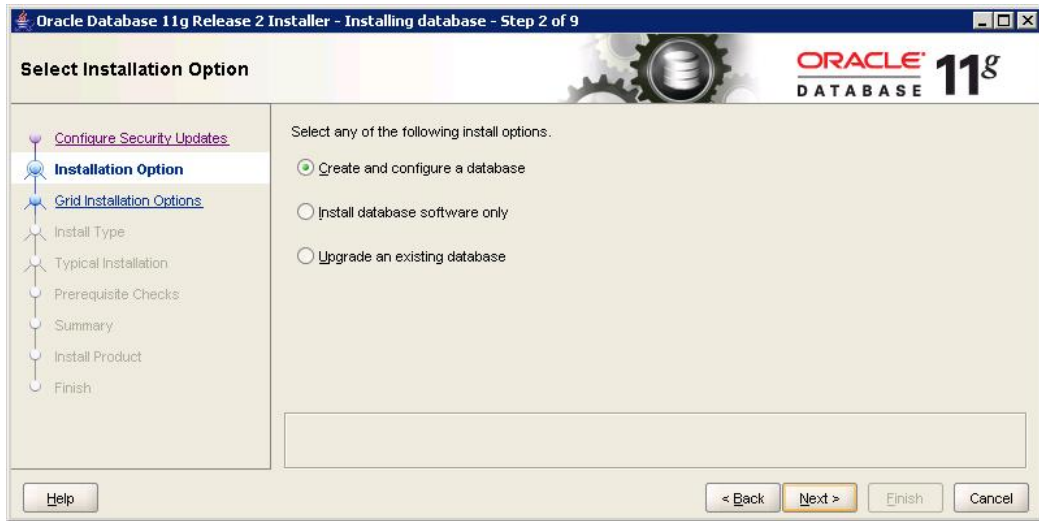 Oracle Database 11g Release 2 Installer - Installing database - Step 2 of 9
Select Installation Option
ORACLE
DATABASE
11g
Configure Security Updates
Installation Option
Grid Installation Options
Install Type
Typical Installation
Prerequisite Checks
Summary
Install Product
Finish
Select any of the following install options.
Create and configure a database
Install database software only
Upgrade an existing database
Help
< Back
Next >
Finish
Cancel